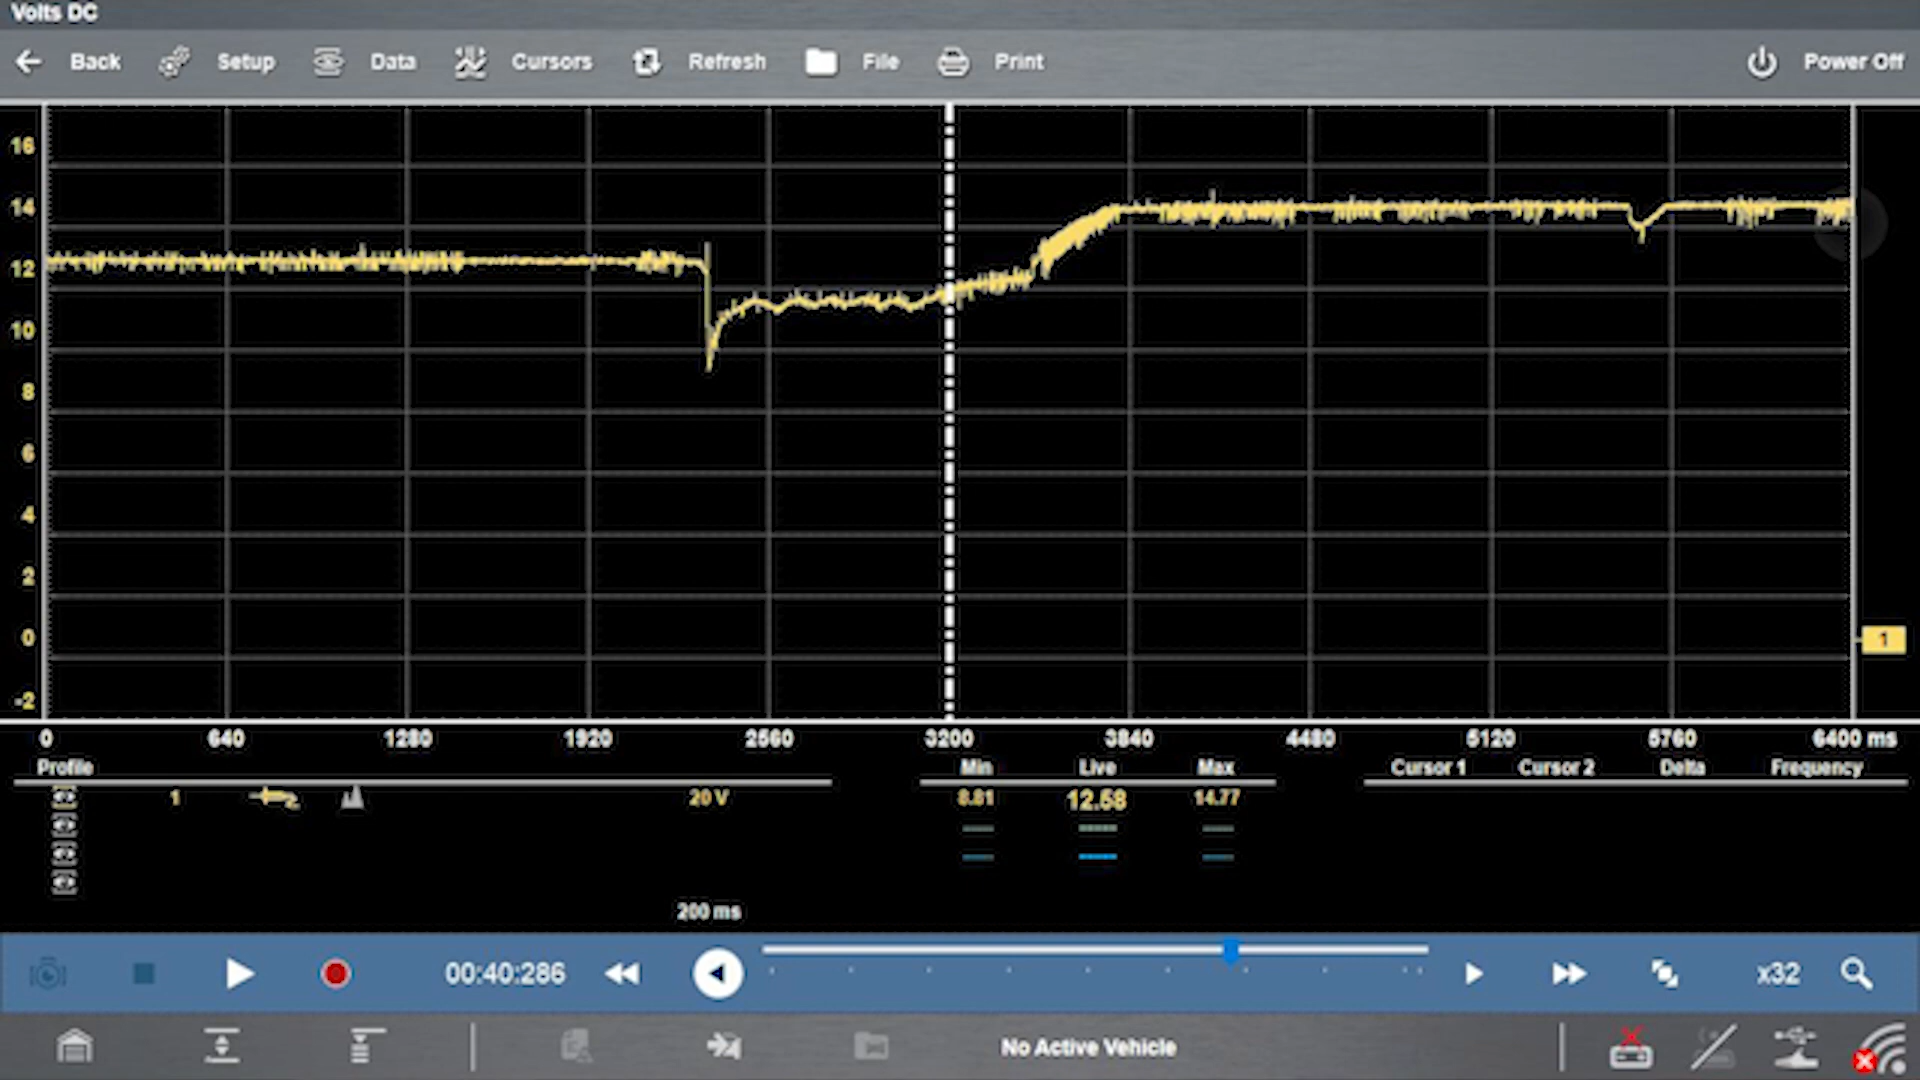 Volts DC
Back Setup Data Cursors Refresh File Print Power Off
16
14
12
10
8
6
4
2
0
-2
1
0 640 1280 1920 2560 3200 3840 4480 5120 5760 6400 ms
Profile Min Live Max Cursor 1 Cursor 2 Delta Frequency
1 20 V 8.81 12.58 14.77
200 ms
00:40:286 x32
No Active Vehicle